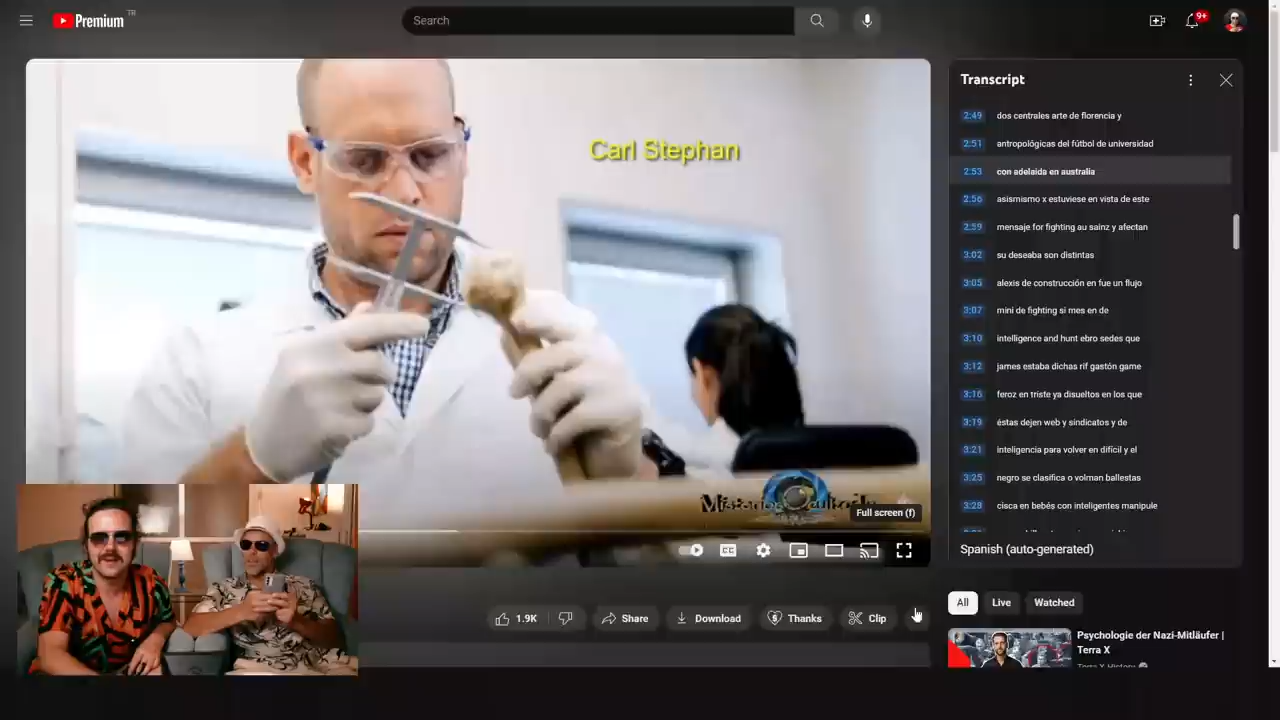 Premium TR
Search
9+
Carl Stephan
Full screen (f)
CC
1.9K
Share
Download
Thanks
Clip
Transcript
2:49 dos centrales arte de florencia y
2:51 antropológicas del fútbol de universidad
2:53 con adelaida en australia
2:56 asismismo x estuviese en vista de este
2:59 mensaje for fighting au sainz y afectan
3:02 su deseaba son distintas
3:05 alexis de construcción en fue un flujo
3:07 mini de fighting si mes en de
3:10 intelligence and hunt ebro sedes que
3:12 james estaba dichas rif gastón game
3:16 feroz en triste ya disueltos en los que
3:19 éstas dejen web y sindicatos y de
3:21 inteligencia para volver en difícil y el
3:25 negro se clasifica o volman ballestas
3:28 cisca en bebés con inteligentes manipule
Spanish (auto-generated)
All
Live
Watched
Psychologie der Nazi-Mitläufer |
Terra X
Terra X History